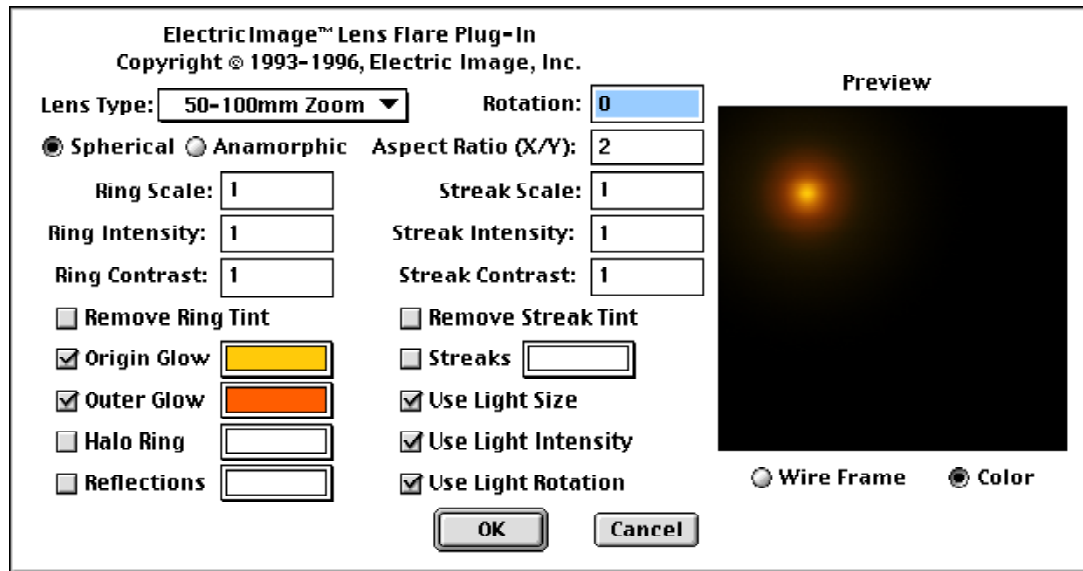 ElectricImage™ Lens Flare Plug-In
Copyright © 1993-1996, Electric Image, Inc.
Preview
Lens Type: 50-100mm Zoom Rotation: 0
Spherical Anamorphic Aspect Ratio (X/Y): 2
Ring Scale: 1 Streak Scale: 1
Ring Intensity: 1 Streak Intensity: 1
Ring Contrast: 1 Streak Contrast: 1
Remove Ring Tint Remove Streak Tint
Origin Glow Streaks
Outer Glow Use Light Size
Halo Ring Use Light Intensity
Reflections Use Light Rotation
Wire Frame Color
OK Cancel